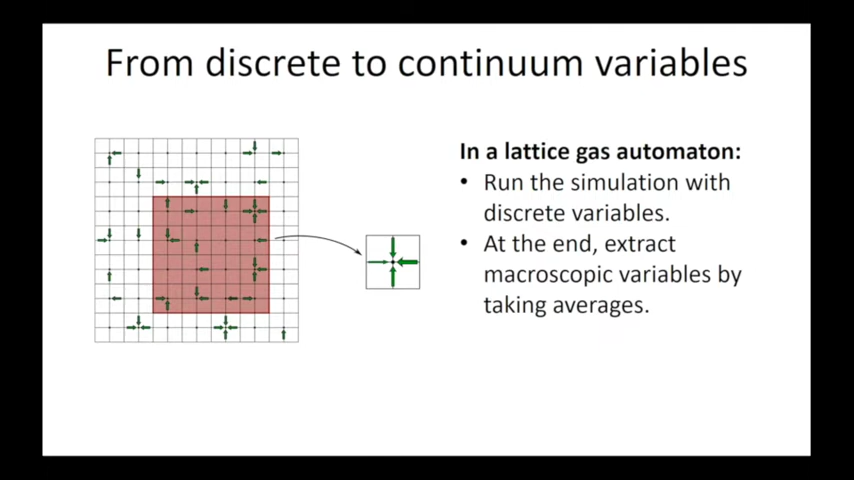 From discrete to continuum variables
In a lattice gas automaton:
• Run the simulation with
discrete variables.
• At the end, extract
macroscopic variables by
taking averages.